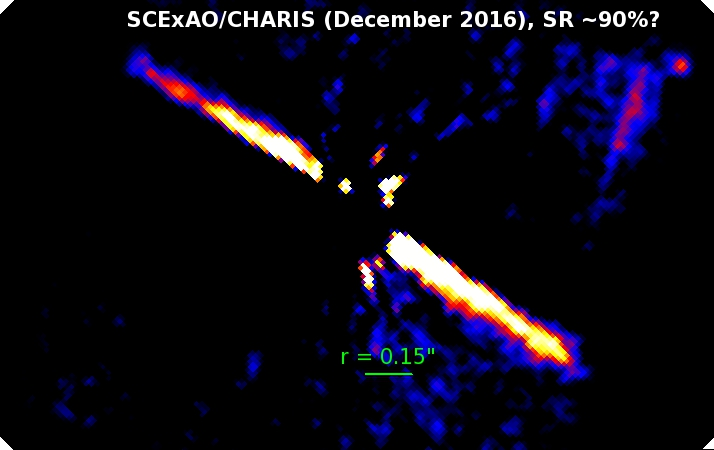 SCExAO/CHARIS (December 2016), SR ~90%?
r = 0.15"